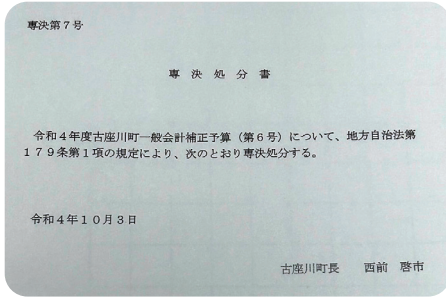 専決第７号
専決処分書
令和４年度古座川町一般会計補正予算（第６号）について、地方自治法第
１７９条第１項の規定により、次のとおり専決処分する。
令和４年１０月３日
古座川町長　西前　啓市